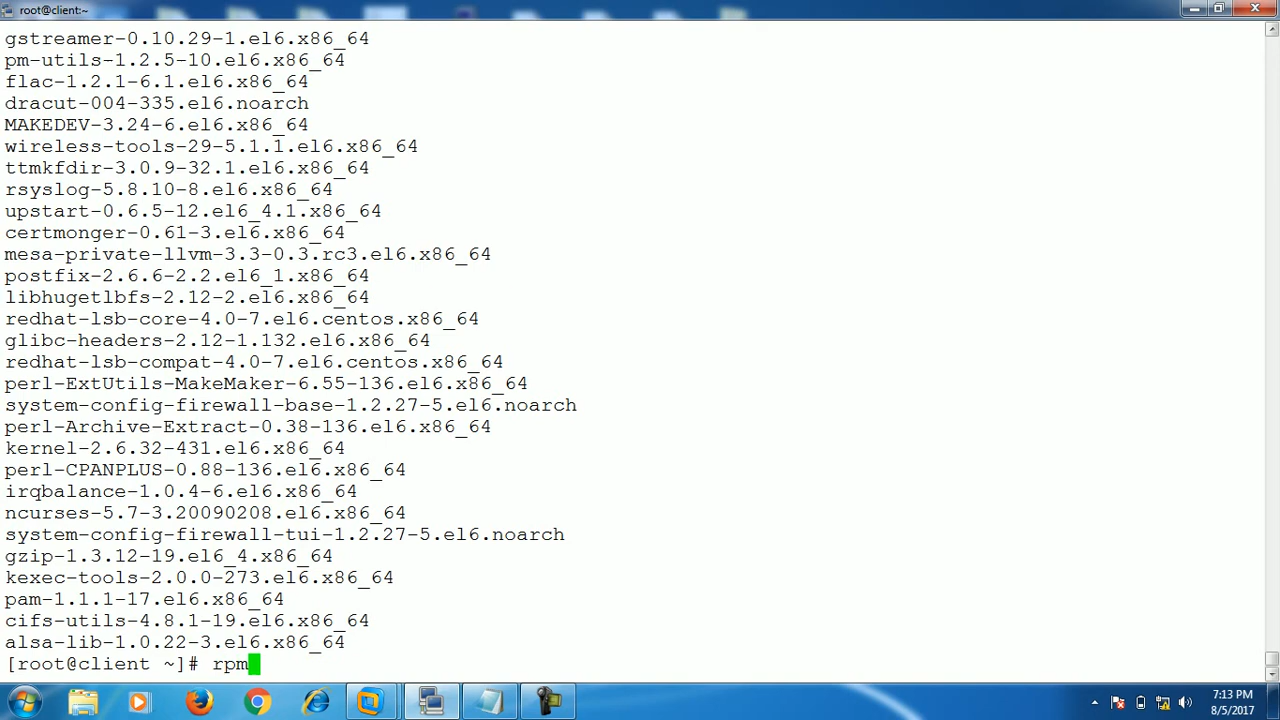 root@client:~
gstreamer-0.10.29-1.el6.x86_64
pm-utils-1.2.5-10.el6.x86_64
flac-1.2.1-6.1.el6.x86_64
dracut-004-335.el6.noarch
MAKEDEV-3.24-6.el6.x86_64
wireless-tools-29-5.1.1.el6.x86_64
ttmkfdir-3.0.9-32.1.el6.x86_64
rsyslog-5.8.10-8.el6.x86_64
upstart-0.6.5-12.el6_4.1.x86_64
certmonger-0.61-3.el6.x86_64
mesa-private-llvm-3.3-0.3.rc3.el6.x86_64
postfix-2.6.6-2.2.el6_1.x86_64
libhugetlbfs-2.12-2.el6.x86_64
redhat-lsb-core-4.0-7.el6.centos.x86_64
glibc-headers-2.12-1.132.el6.x86_64
redhat-lsb-compat-4.0-7.el6.centos.x86_64
perl-ExtUtils-MakeMaker-6.55-136.el6.x86_64
system-config-firewall-base-1.2.27-5.el6.noarch
perl-Archive-Extract-0.38-136.el6.x86_64
kernel-2.6.32-431.el6.x86_64
perl-CPANPLUS-0.88-136.el6.x86_64
irqbalance-1.0.4-6.el6.x86_64
ncurses-5.7-3.20090208.el6.x86_64
system-config-firewall-tui-1.2.27-5.el6.noarch
gzip-1.3.12-19.el6_4.x86_64
kexec-tools-2.0.0-273.el6.x86_64
pam-1.1.1-17.el6.x86_64
cifs-utils-4.8.1-19.el6.x86_64
alsa-lib-1.0.22-3.el6.x86_64
[root@client ~]# rpm
7:13 PM
8/5/2017